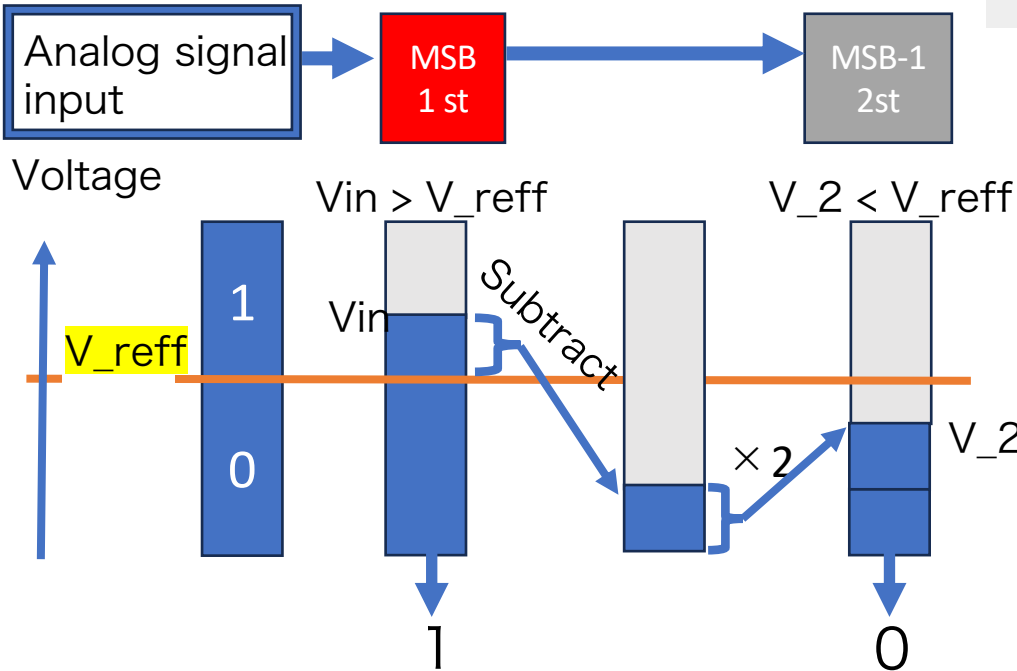 Analog signal
input
MSB
1 st
MSB-1
2st
Voltage
Vin > V_reff
V_2 < V_reff
1
Vin
Subtract
V_reff
0
×2
V_2
1
0